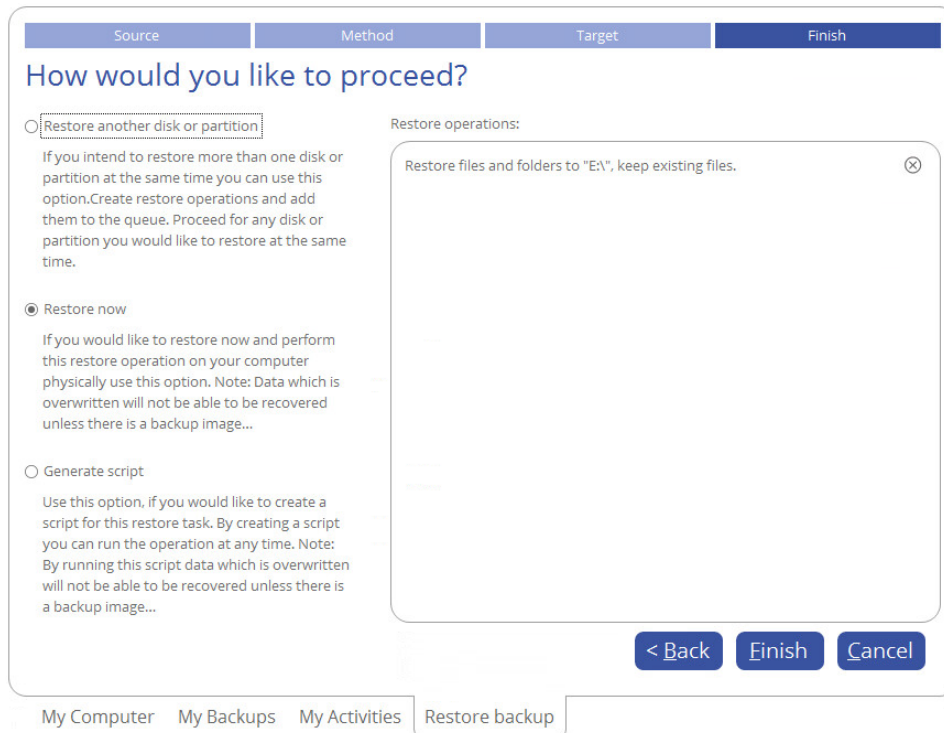 Source Method Target Finish
How would you like to proceed?
Restore another disk or partition
If you intend to restore more than one disk or
partition at the same time you can use this
option.Create restore operations and add
them to the queue. Proceed for any disk or
partition you would like to restore at the same
time.
Restore now
If you would like to restore now and perform
this restore operation on your computer
physically use this option. Note: Data which is
overwritten will not be able to be recovered
unless there is a backup image...
Generate script
Use this option, if you would like to create a
script for this restore task. By creating a script
you can run the operation at any time. Note:
By running this script data which is overwritten
will not be able to be recovered unless there is
a backup image...
Restore operations:
Restore files and folders to "E:\", keep existing files.
< Back Finish Cancel
My Computer My Backups My Activities Restore backup